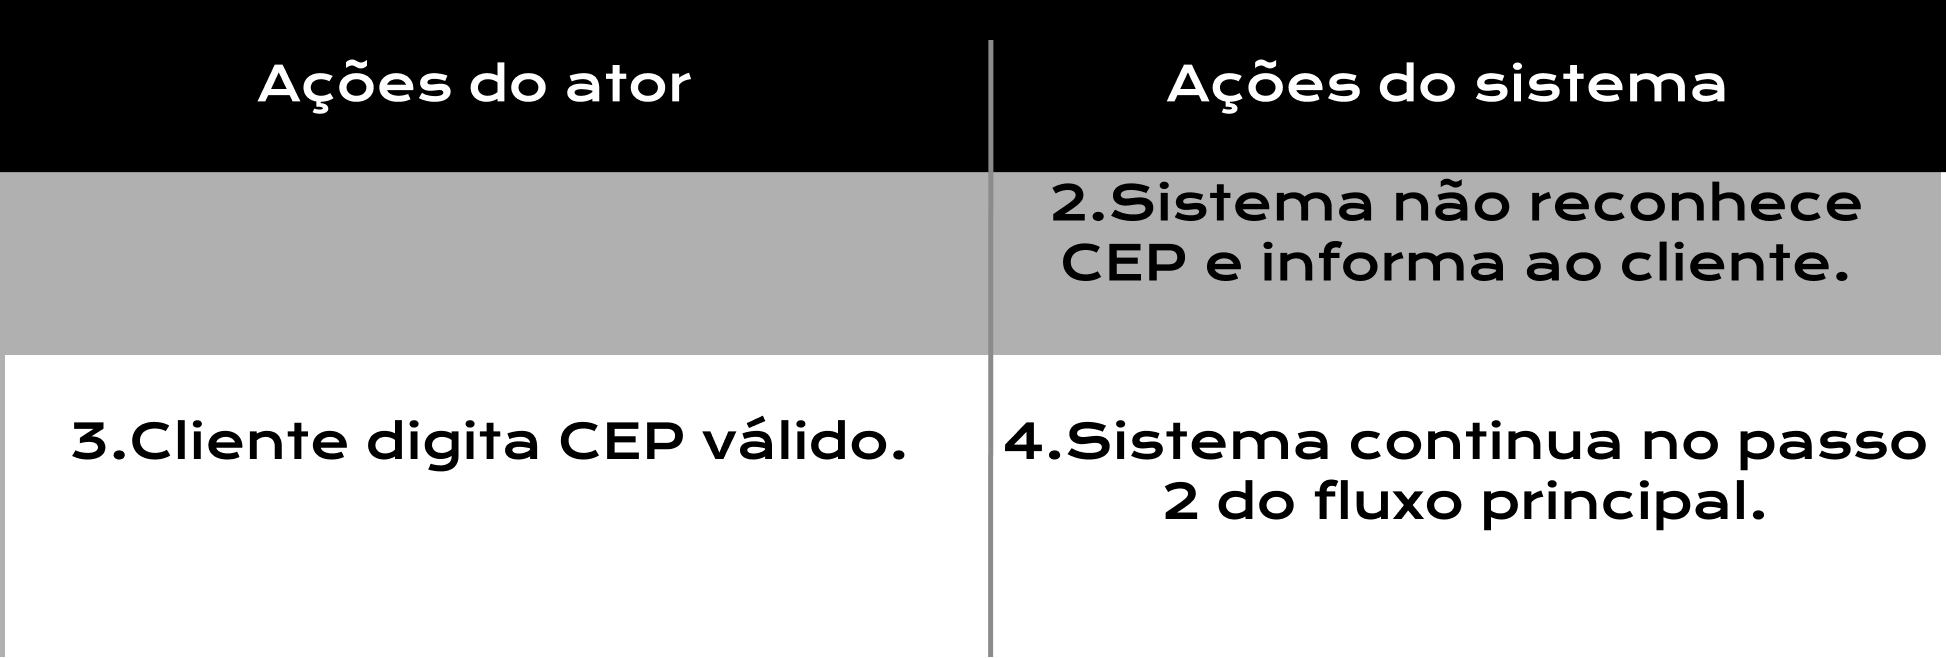 Ações do ator
Ações do sistema
2.Sistema não reconhece
CEP e informa ao cliente.
3.Cliente digita CEP válido.
4.Sistema continua no passo
2 do fluxo principal.